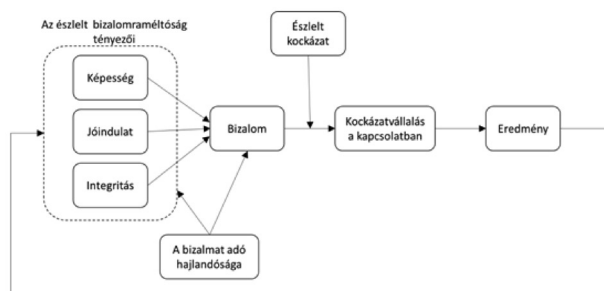 Az észlelt bizalomraméltóság
tényezői
Képesség
Jóindulat
Integritás
Észlelt
kockázat
Bizalom
Kockázatvállalás
a kapcsolatban
Eredmény
A bizalmat adó
hajlandósága